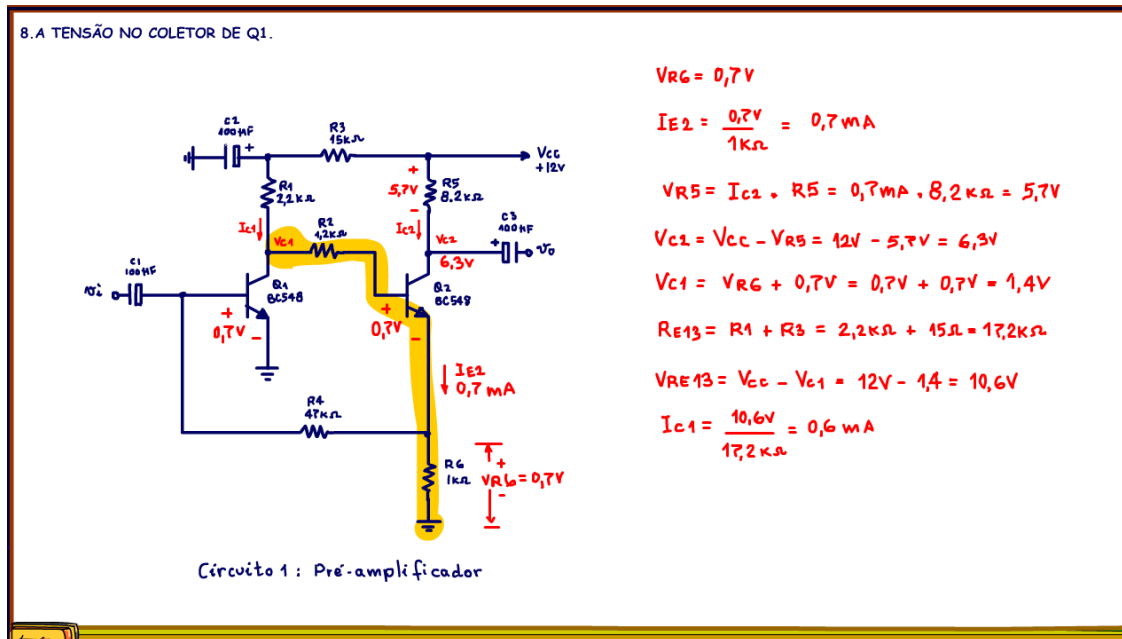 8.A TENSÃO NO COLETOR DE Q1.
C2
100µF
+
R3
15kΩ
Vcc
+12V
R1
2,2kΩ
+
5,7V
-
R5
8.2kΩ
C3
100µF
Ic1
Vc1
R2
1,2kΩ
Ic2
Vc2
6,3V
+
vo
C1
100µF
vi
Q1
BC548
+
0,7V
-
Q2
BC548
+
0,7V
-
IE2
0,7mA
R4
47kΩ
R6
1kΩ
+
VR6=0,7V
-
Circuito 1: Pré-amplificador
VR6 = 0,7V
IE2 = 0,7V / 1kΩ = 0,7mA
VR5 = Ic2 . R5 = 0,7mA . 8,2kΩ = 5,7V
Vc2 = Vcc - VR5 = 12V - 5,7V = 6,3V
Vc1 = VR6 + 0,7V = 0,7V + 0,7V = 1,4V
RE13 = R1 + R3 = 2,2kΩ + 15Ω = 17,2kΩ
VRE13 = Vcc - Vc1 = 12V - 1,4 = 10,6V
Ic1 = 10,6V / 17,2kΩ = 0,6mA